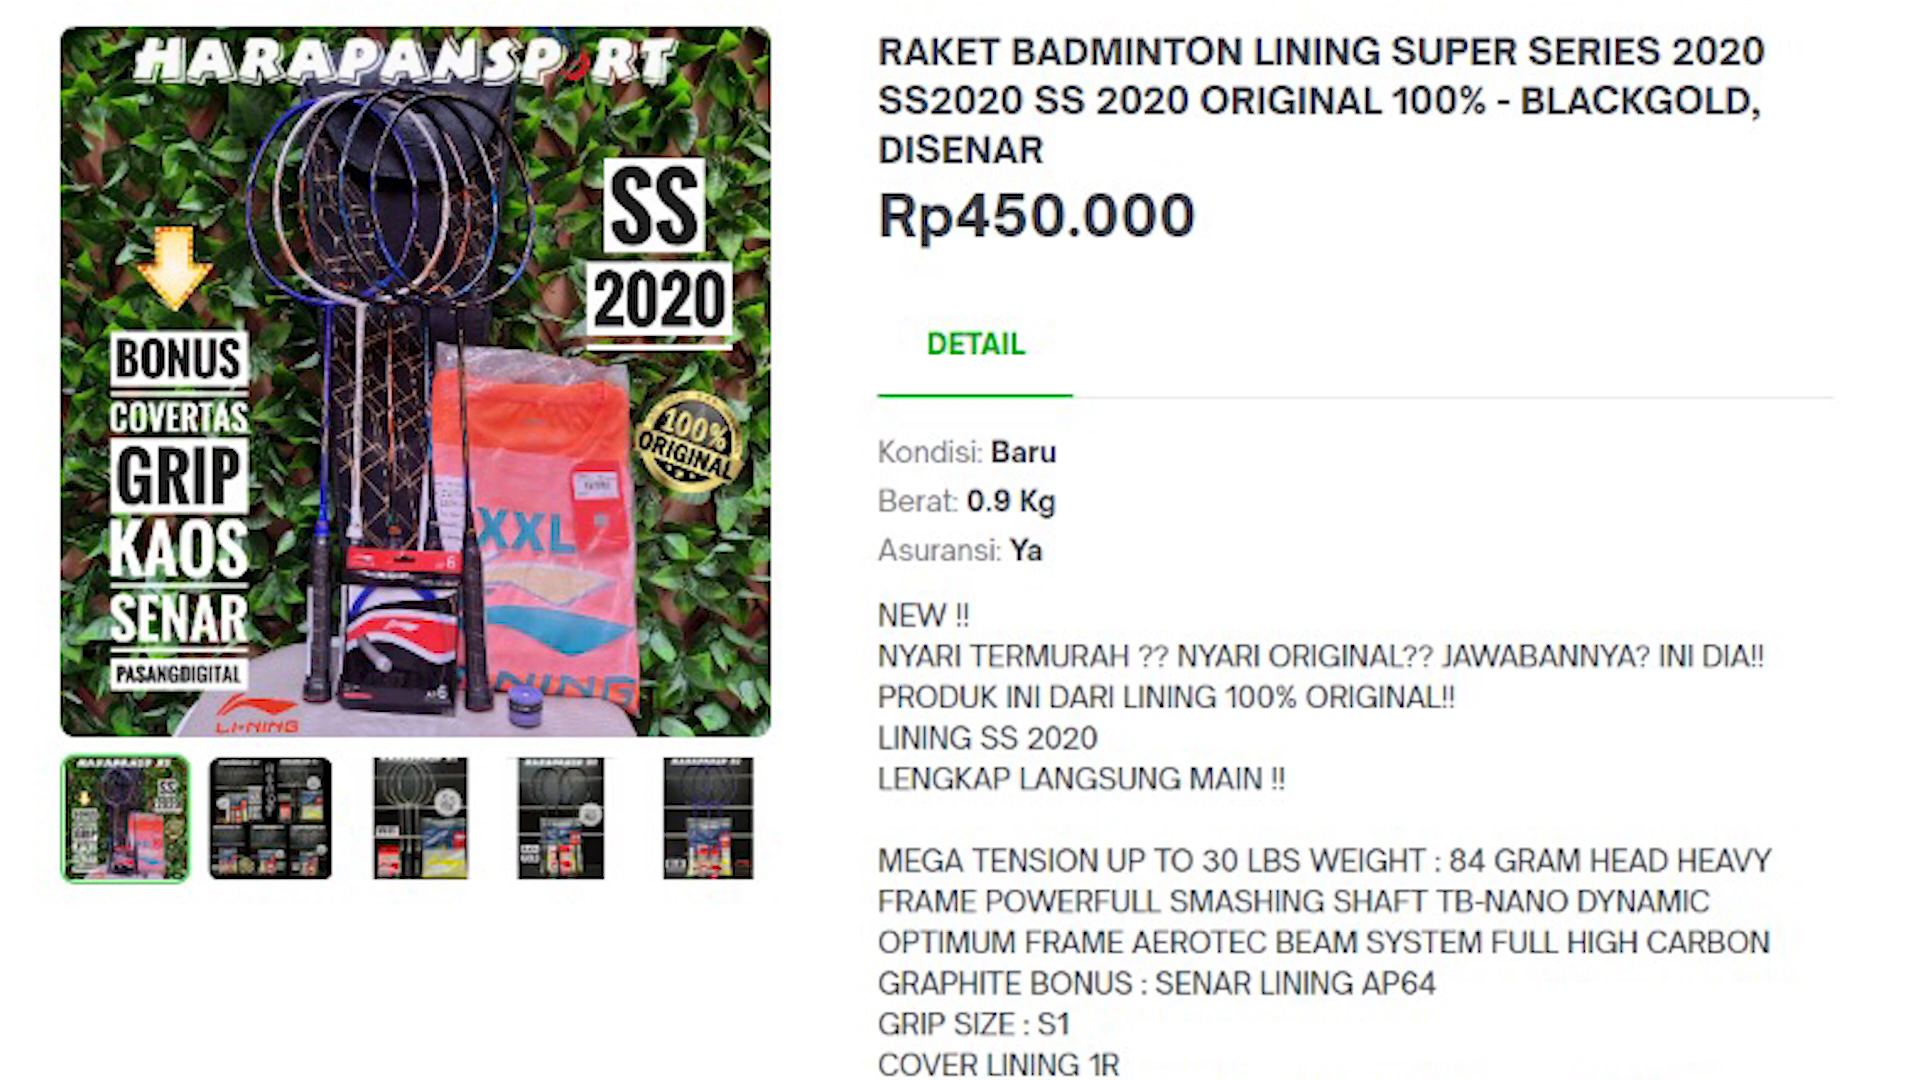 HARAPANSPORT
SS
2020
BONUS
COVERTAS
GRIP
KAOS
SENAR
PASANGDIGITAL
100%
ORIGINAL
XXL
LI-NING
RAKET BADMINTON LINING SUPER SERIES 2020
SS2020 SS 2020 ORIGINAL 100% - BLACKGOLD,
DISENAR
Rp450.000
DETAIL
Kondisi: Baru
Berat: 0.9 Kg
Asuransi: Ya
NEW !!
NYARI TERMURAH ?? NYARI ORIGINAL?? JAWABANNYA? INI DIA!!
PRODUK INI DARI LINING 100% ORIGINAL!!
LINING SS 2020
LENGKAP LANGSUNG MAIN !!
MEGA TENSION UP TO 30 LBS WEIGHT : 84 GRAM HEAD HEAVY
FRAME POWERFULL SMASHING SHAFT TB-NANO DYNAMIC
OPTIMUM FRAME AEROTEC BEAM SYSTEM FULL HIGH CARBON
GRAPHITE BONUS : SENAR LINING AP64
GRIP SIZE : S1
COVER LINING 1R